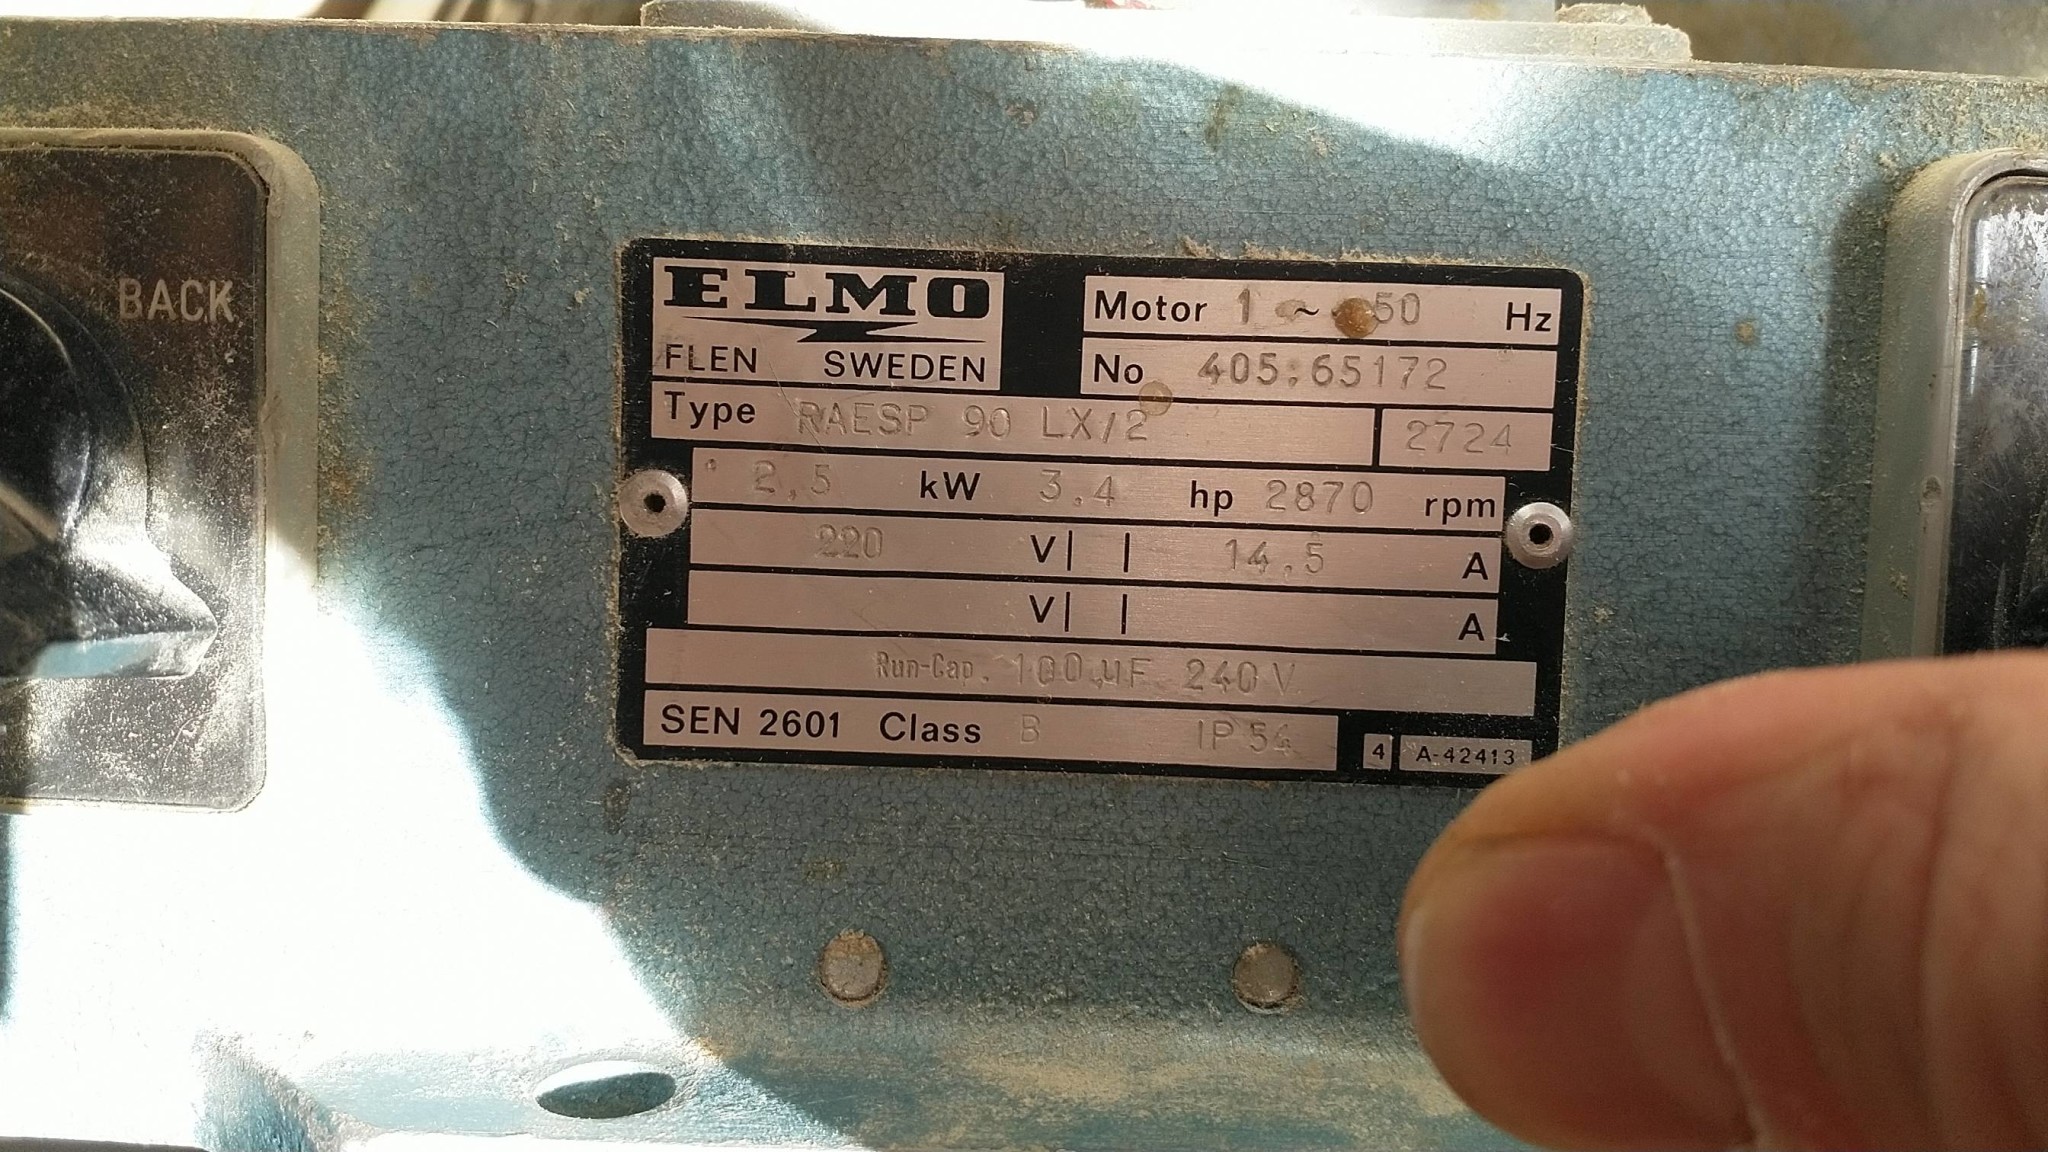 BACK
ELMO
FLEN SWEDEN
Motor 1 ~ 50 Hz
No 405:65172
Type RAESP 90 LX/2 2724
2,5 kW 3.4 hp 2870 rpm
220 V 14,5 A
V A
Run-Cap. 100 µF 240 V
SEN 2601 Class B IP 54
4 A-42413